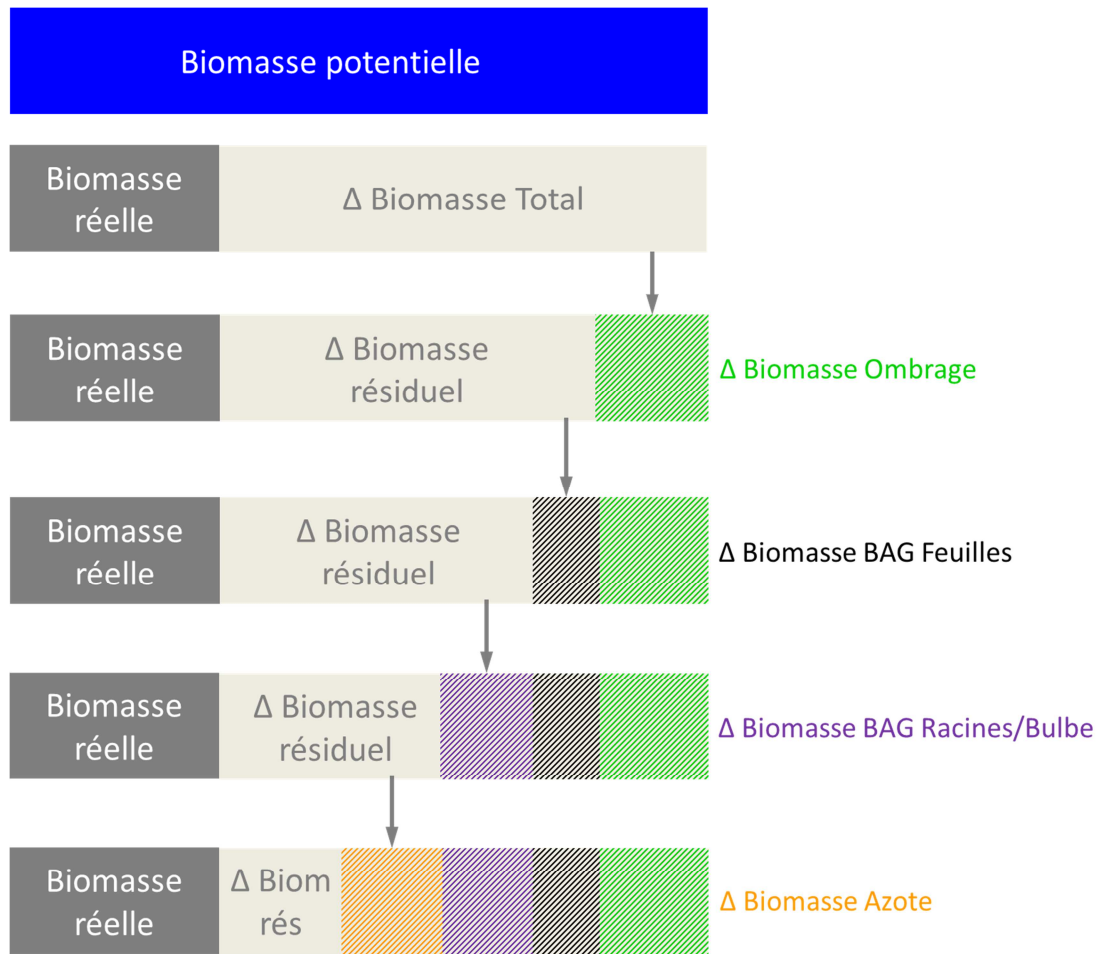 Biomasse potentielle
Biomasse
réelle
Δ Biomasse Total
Biomasse
réelle
Δ Biomasse
résiduel
Δ Biomasse Ombrage
Biomasse
réelle
Δ Biomasse
résiduel
Δ Biomasse BAG Feuilles
Biomasse
réelle
Δ Biomasse
résiduel
Δ Biomasse BAG Racines/Bulbe
Biomasse
réelle
Δ Biom
rés
Δ Biomasse Azote